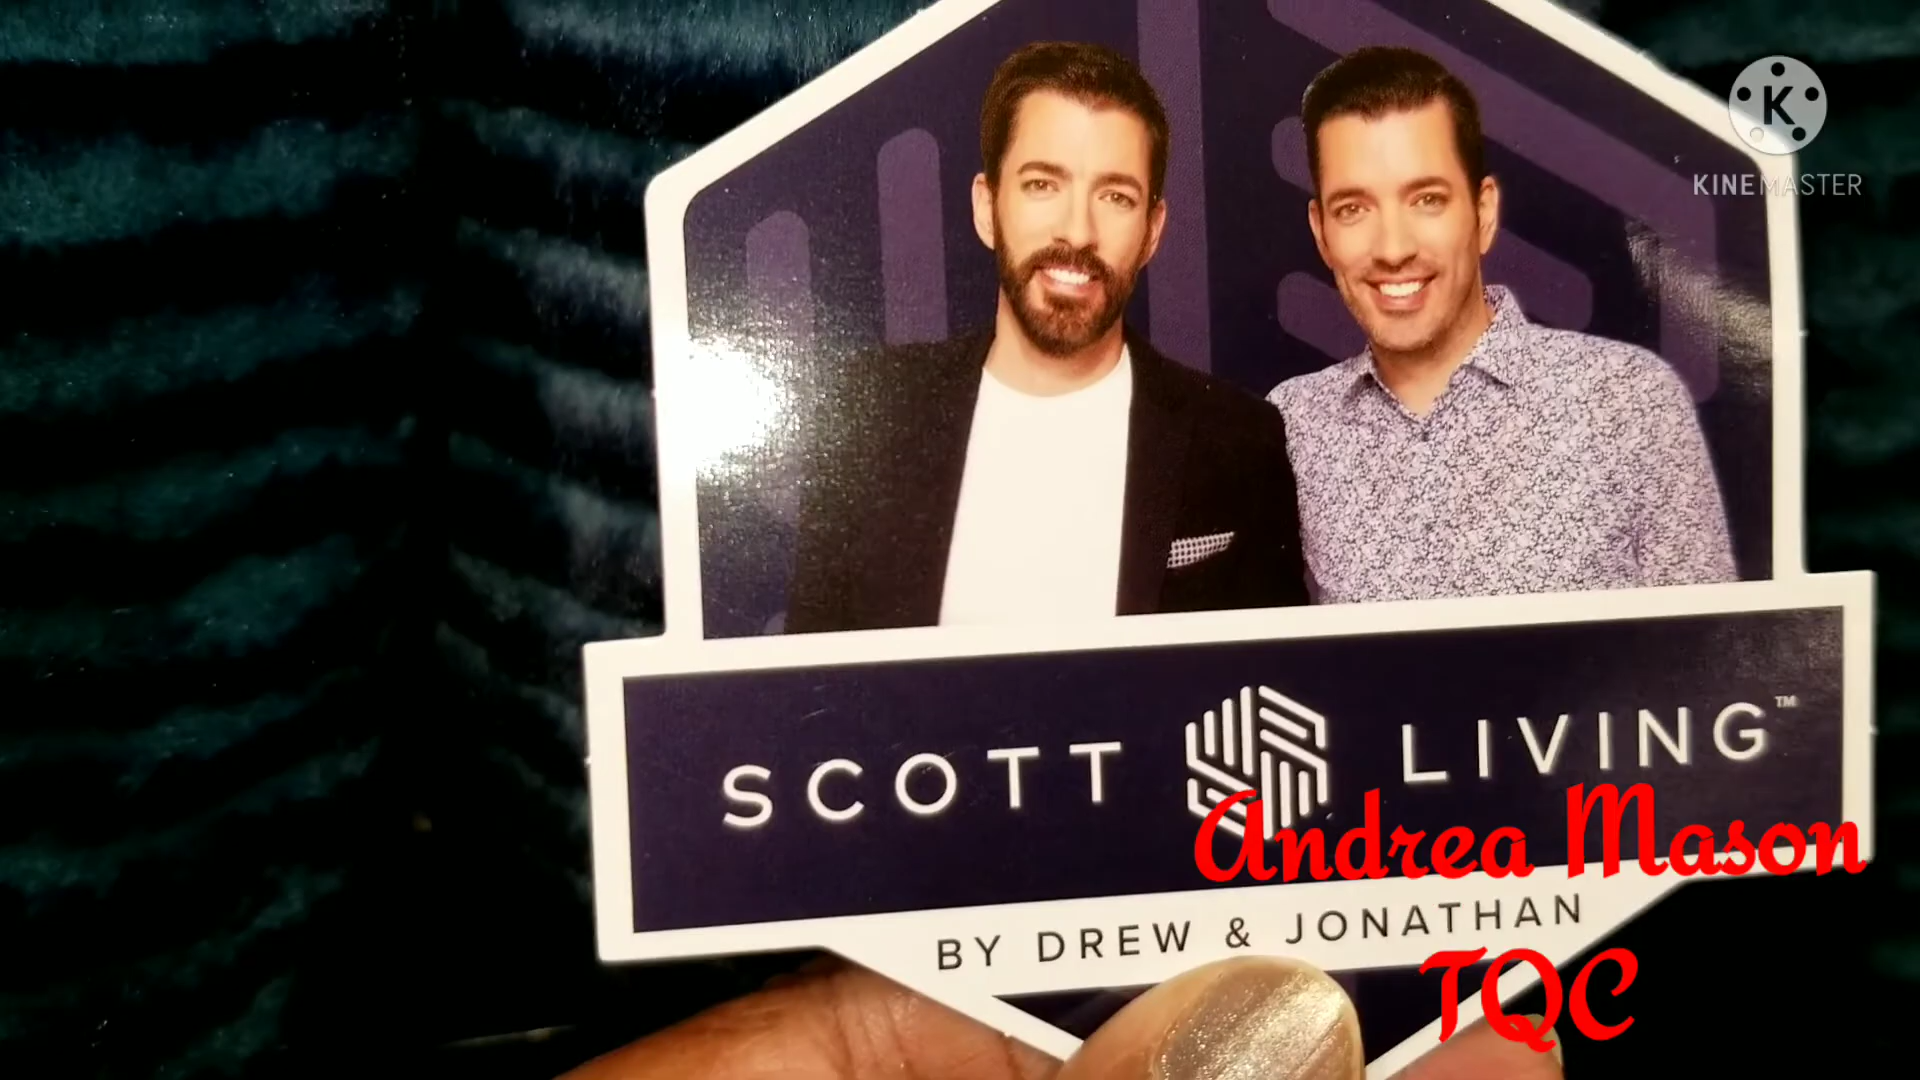 K
KINEMASTER
SCOTT LIVING™
Andrea Mason
BY DREW & JONATHAN
TQC